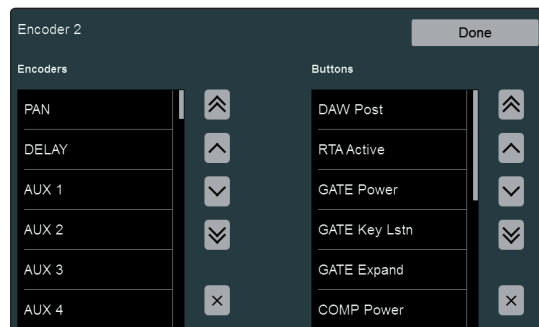 Encoder 2
Done
Encoders
Buttons
PAN
DELAY
AUX 1
AUX 2
AUX 3
AUX 4
DAW Post
RTA Active
GATE Power
GATE Key Lstn
GATE Expand
COMP Power